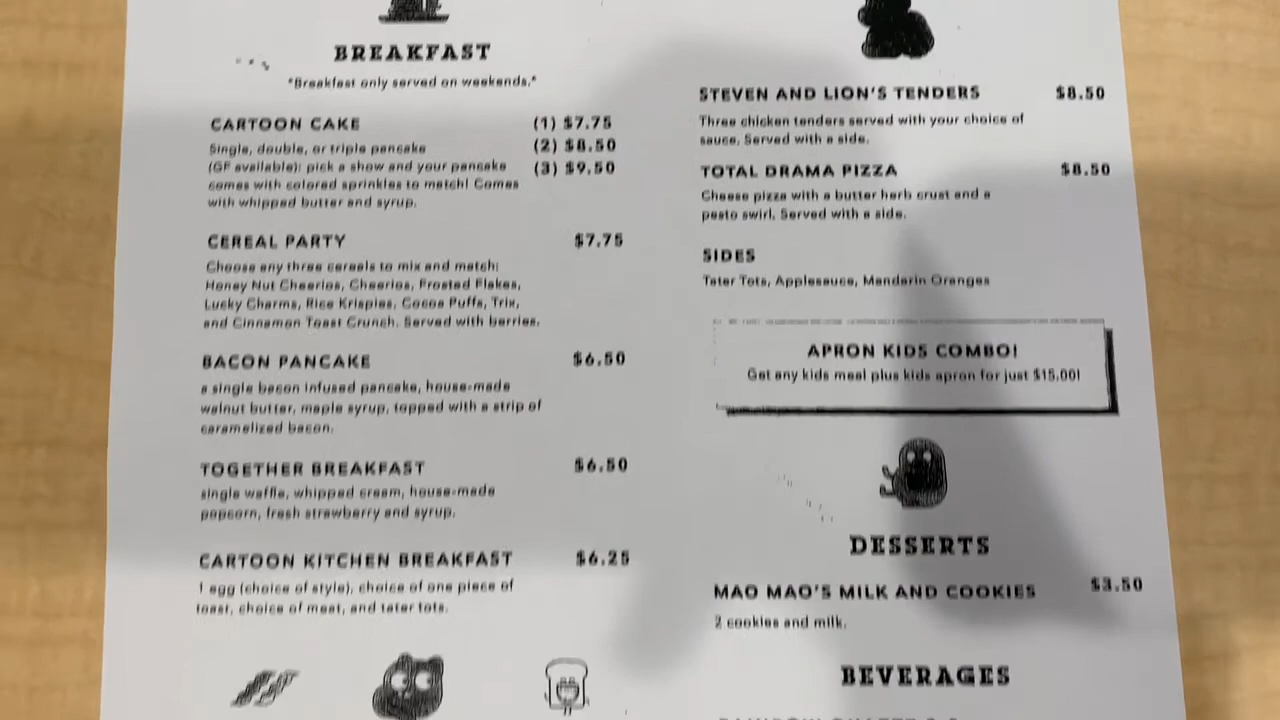 BREAKFAST
*Breakfast only served on weekends.*
CARTOON CAKE (1) $7.75
Single, double, or triple pancake (2) $8.50
(GF available): pick a show and your pancake (3) $9.50
comes with colored sprinkles to match! Comes
with whipped butter and syrup.
CEREAL PARTY $7.75
Choose any three cereals to mix and match:
Honey Nut Cheerios, Cheerios, Frosted Flakes,
Lucky Charms, Rice Krispies, Cocoa Puffs, Trix,
and Cinnamon Toast Crunch. Served with berries.
BACON PANCAKE $6.50
a single bacon infused pancake, house-made
walnut butter, maple syrup, topped with a strip of
caramelized bacon.
TOGETHER BREAKFAST $6.50
single waffle, whipped cream, house-made
popcorn, fresh strawberry and syrup.
CARTOON KITCHEN BREAKFAST $6.25
1 egg (choice of style), choice of one piece of
toast, choice of meat, and tater tots.
STEVEN AND LION'S TENDERS $8.50
Three chicken tenders served with your choice of
sauce. Served with a side.
TOTAL DRAMA PIZZA $8.50
Cheese pizza with a butter herb crust and a
pesto swirl. Served with a side.
SIDES
Tater Tots, Applesauce, Mandarin Oranges
APRON KIDS COMBO!
Get any kids meal plus kids apron for just $15.00!
DESSERTS
MAO MAO'S MILK AND COOKIES $3.50
2 cookies and milk.
BEVERAGES